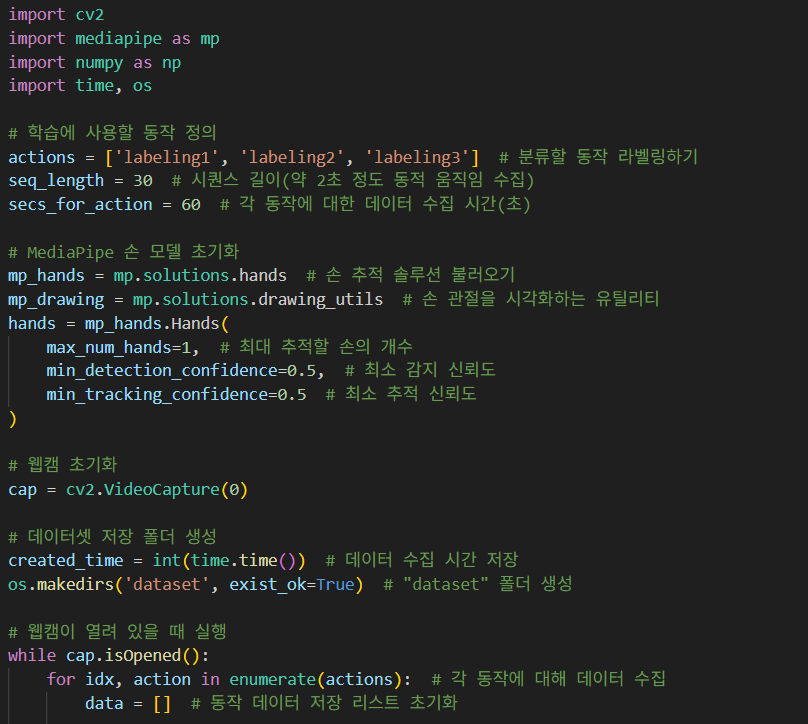 import cv2
import mediapipe as mp
import numpy as np
import time, os
# 학습에 사용할 동작 정의
actions = ['labeling1', 'labeling2', 'labeling3']  # 분류할 동작 라벨링하기
seq_length = 30  # 시퀀스 길이(약 2초 정도 동적 움직임 수집)
secs_for_action = 60  # 각 동작에 대한 데이터 수집 시간(초)
# MediaPipe 손 모델 초기화
mp_hands = mp.solutions.hands  # 손 추적 솔루션 불러오기
mp_drawing = mp.solutions.drawing_utils  # 손 관절을 시각화하는 유틸리티
hands = mp_hands.Hands(
    max_num_hands=1,  # 최대 추적할 손의 개수
    min_detection_confidence=0.5,  # 최소 감지 신뢰도
    min_tracking_confidence=0.5  # 최소 추적 신뢰도
)
# 웹캠 초기화
cap = cv2.VideoCapture(0)
# 데이터셋 저장 폴더 생성
created_time = int(time.time())  # 데이터 수집 시간 저장
os.makedirs('dataset', exist_ok=True)  # "dataset" 폴더 생성
# 웹캠이 열려 있을 때 실행
while cap.isOpened():
    for idx, action in enumerate(actions):  # 각 동작에 대해 데이터 수집
        data = []  # 동작 데이터 저장 리스트 초기화